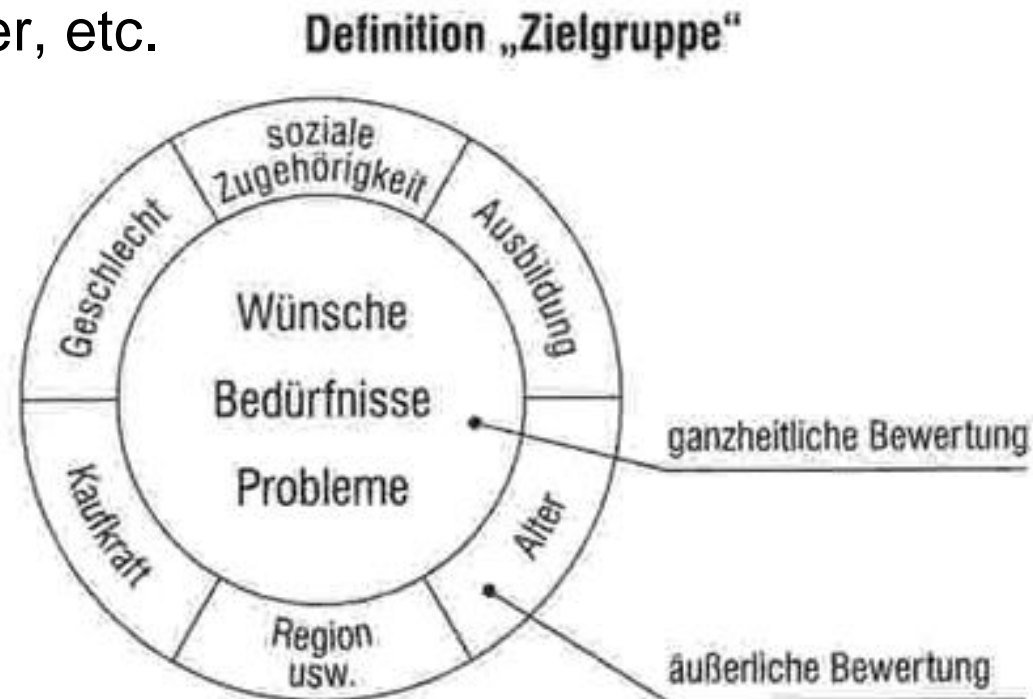 er, etc.
Definition „Zielgruppe“
soziale
Zugehörigkeit
Ausbildung
Geschlecht
Wünsche
Bedürfnisse
Probleme
ganzheitliche Bewertung
Kaufkraft
Alter
Region
usw.
äußerliche Bewertung